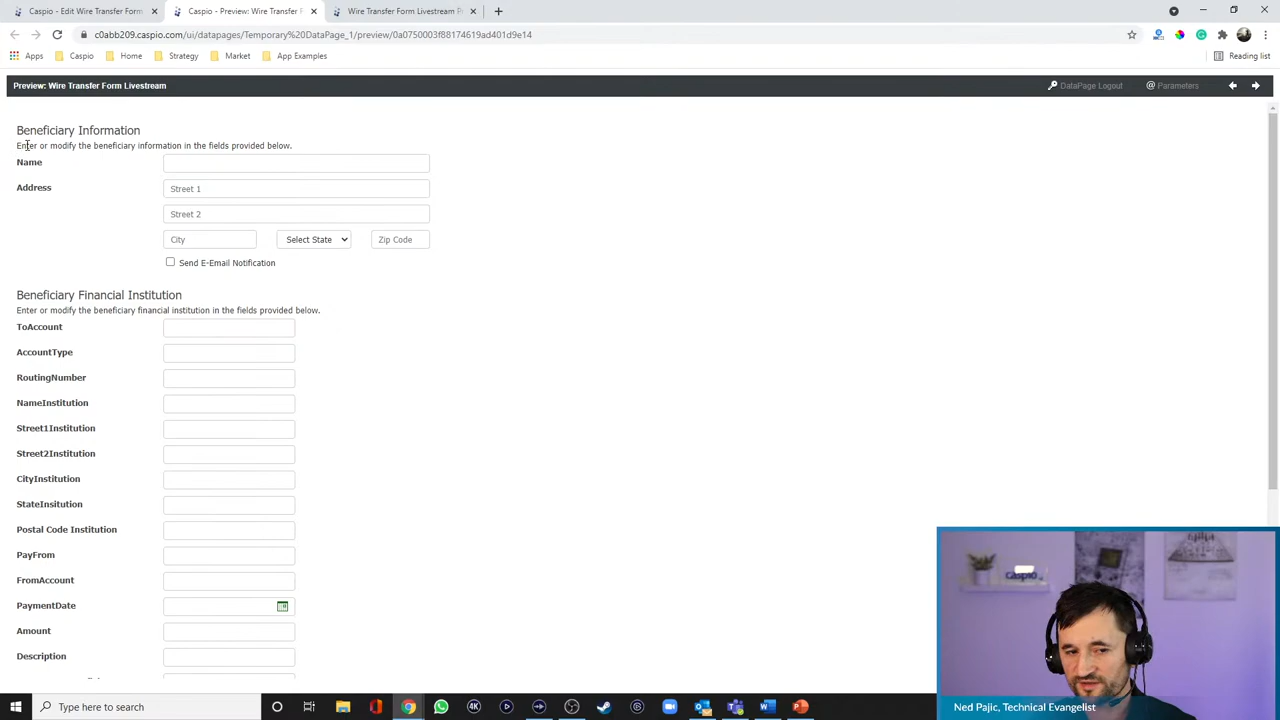 Caspio - Edit Wire Transfer Form
Caspio - Preview: Wire Transfer F
Wire Transfer Form Livestream P
c0abb209.caspio.com/ui/datapages/Temporary%20DataPage_1/preview/0a0750003f88174619ad401d9e14
Apps
Caspio
Home
Strategy
Market
App Examples
Reading list
Preview: Wire Transfer Form Livestream
DataPage Logout
@ Parameters
Beneficiary Information
Enter or modify the beneficiary information in the fields provided below.
Name
Address
Street 1
Street 2
City
Select State
Zip Code
Send E-Email Notification
Beneficiary Financial Institution
Enter or modify the beneficiary financial institution in the fields provided below.
ToAccount
AccountType
RoutingNumber
NameInstitution
Street1Institution
Street2Institution
CityInstitution
StateInsitution
Postal Code Institution
PayFrom
FromAccount
PaymentDate
Amount
Description
caspio
Ned Pajic, Technical Evangelist
Type here to search
4K